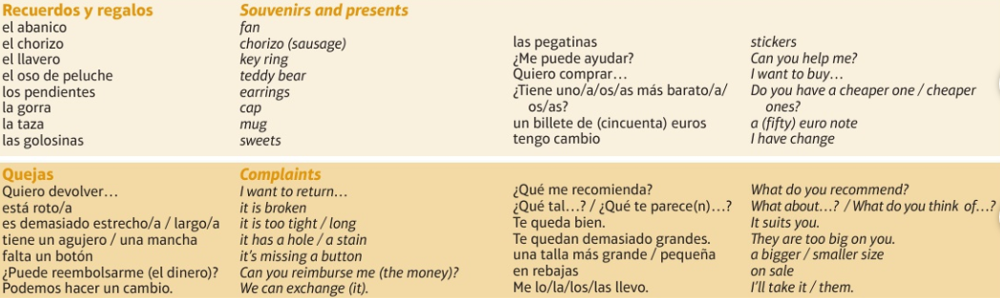 Recuerdos y regalos Souvenirs and presents
el abanico fan
el chorizo chorizo (sausage)
el llavero key ring
el oso de peluche teddy bear
los pendientes earrings
la gorra cap
la taza mug
las golosinas sweets
las pegatinas stickers
¿Me puede ayudar? Can you help me?
Quiero comprar… I want to buy…
¿Tiene uno/a/os/as más barato/a/ Do you have a cheaper one / cheaper
os/as? ones?
un billete de (cincuenta) euros a (fifty) euro note
tengo cambio I have change
Quejas Complaints
Quiero devolver… I want to return…
está roto/a it is broken
es demasiado estrecho/a / largo/a it is too tight / long
tiene un agujero / una mancha it has a hole / a stain
falta un botón it's missing a button
¿Puede reembolsarme (el dinero)? Can you reimburse me (the money)?
Podemos hacer un cambio. We can exchange (it).
¿Qué me recomienda? What do you recommend?
¿Qué tal…? / ¿Qué te parece(n)…? What about…? / What do you think of…?
Te queda bien. It suits you.
Te quedan demasiado grandes. They are too big on you.
una talla más grande / pequeña a bigger / smaller size
en rebajas on sale
Me lo/la/los/las llevo. I'll take it / them.